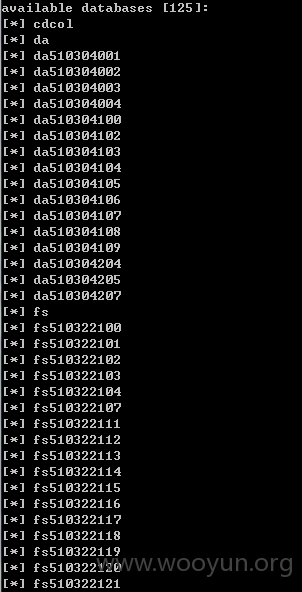 available databases [125]:
[*] cdcol
[*] da
[*] da510304001
[*] da510304002
[*] da510304003
[*] da510304004
[*] da510304100
[*] da510304102
[*] da510304103
[*] da510304104
[*] da510304105
[*] da510304106
[*] da510304107
[*] da510304108
[*] da510304109
[*] da510304204
[*] da510304205
[*] da510304207
[*] fs
[*] fs510322100
[*] fs510322101
[*] fs510322102
[*] fs510322103
[*] fs510322104
[*] fs510322107
[*] fs510322111
[*] fs510322112
[*] fs510322113
[*] fs510322114
[*] fs510322115
[*] fs510322116
[*] fs510322117
[*] fs510322118
[*] fs510322119
[*] fs510322120
[*] fs510322121
www.wooyun.org